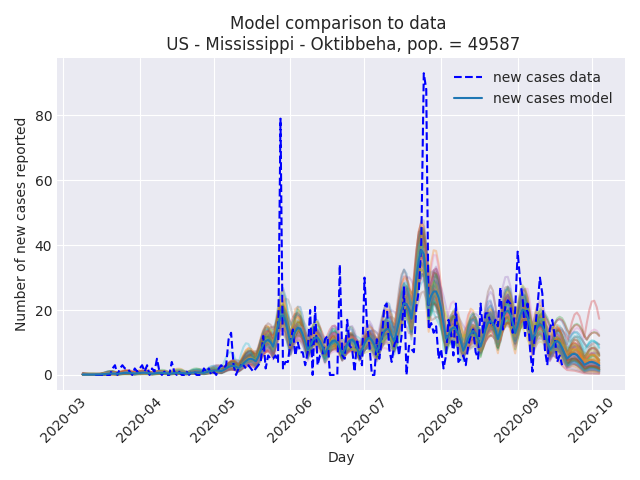 Model comparison to data
US - Mississippi - Oktibbeha, pop. = 49587
new cases data
new cases model
Number of new cases reported
80
60
40
20
0
2020-03
2020-04
2020-05
2020-06
2020-07
2020-08
2020-09
2020-10
Day